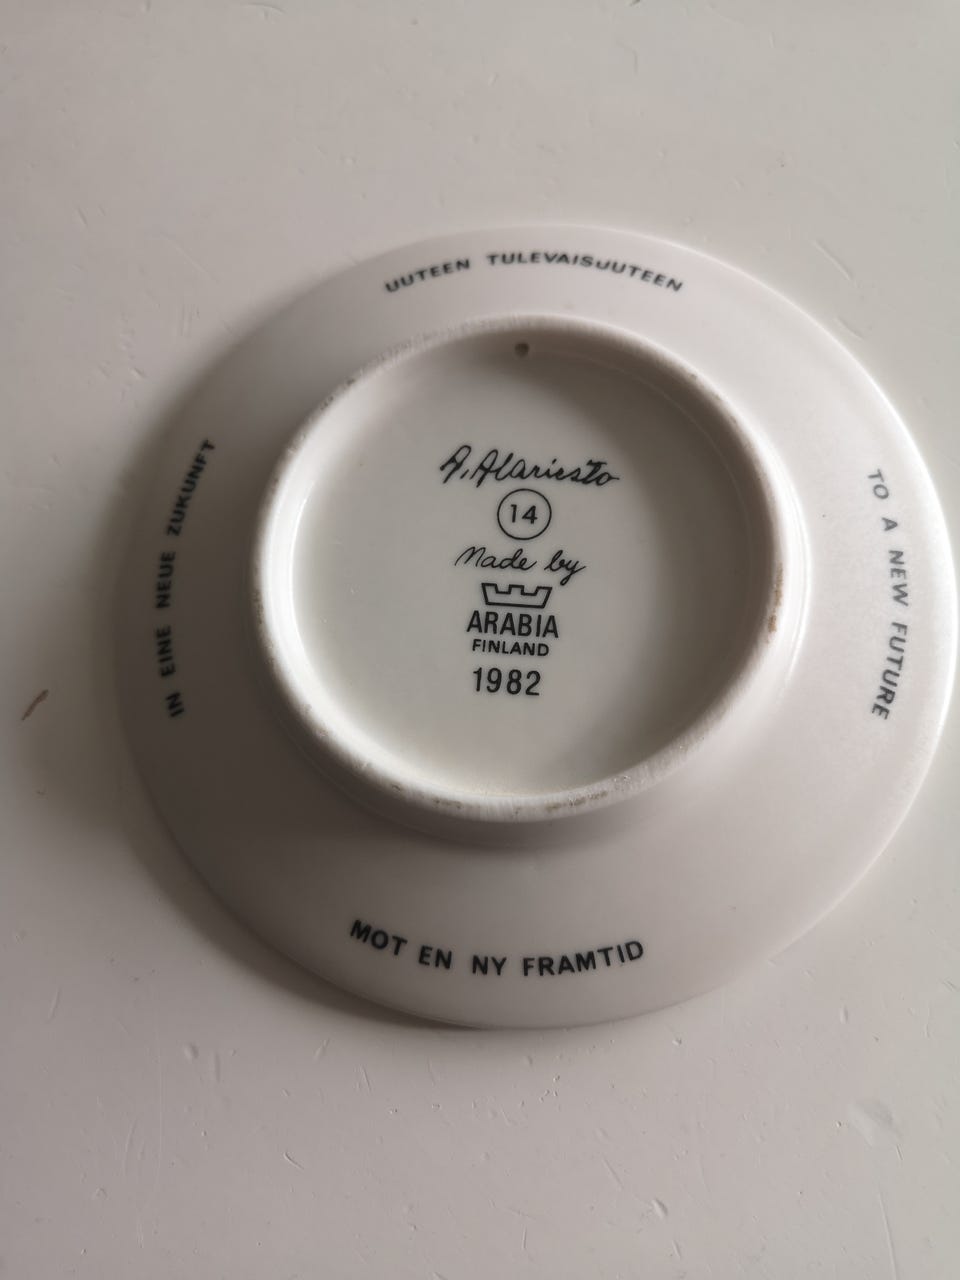 UUTEEN TULEVAISUUTEEN
TO A NEW FUTURE
MOT EN NY FRAMTID
IN EINE NEUE ZUKUNFT
A. Alariesto
14
Made by
ARABIA
FINLAND
1982